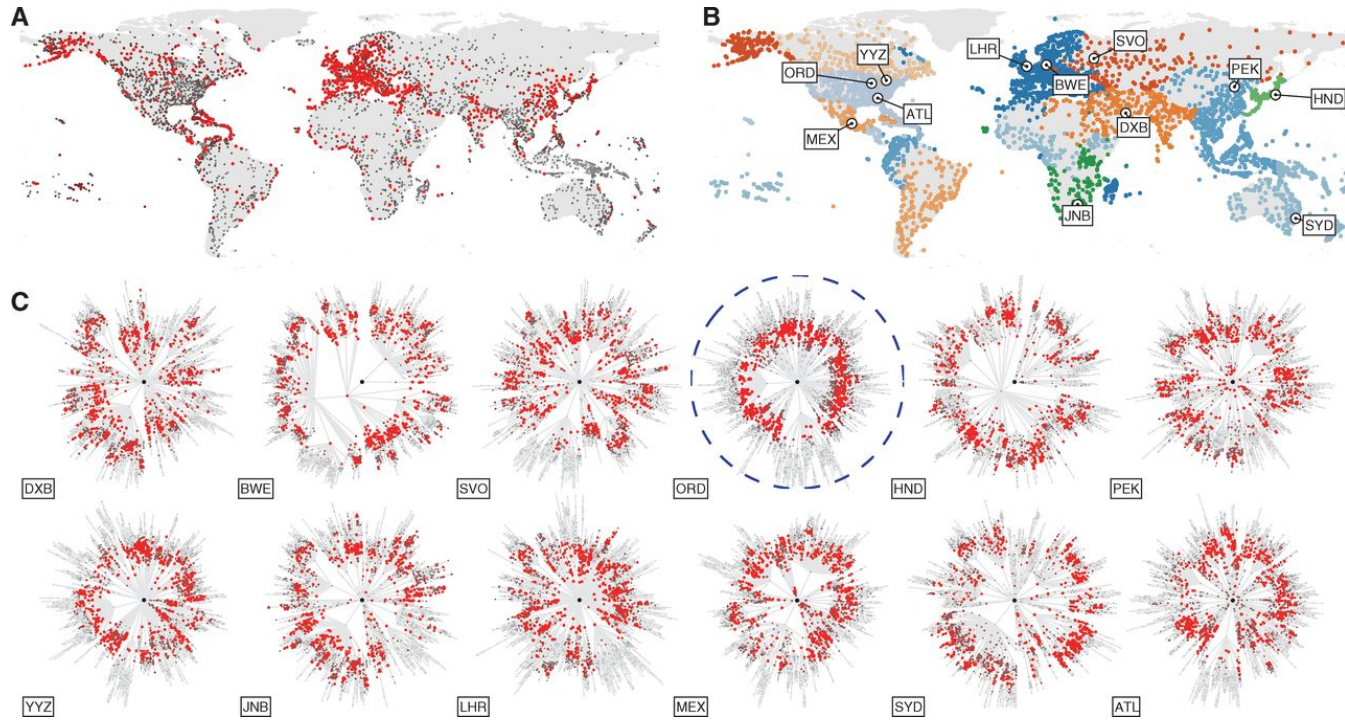 A
B
SVO
LHR
YYZ
PEK
ORD
BWE
HND
ATL
DXB
MEX
JNB
SYD
C
DXB
BWE
SVO
ORD
HND
PEK
YYZ
JNB
LHR
MEX
SYD
ATL